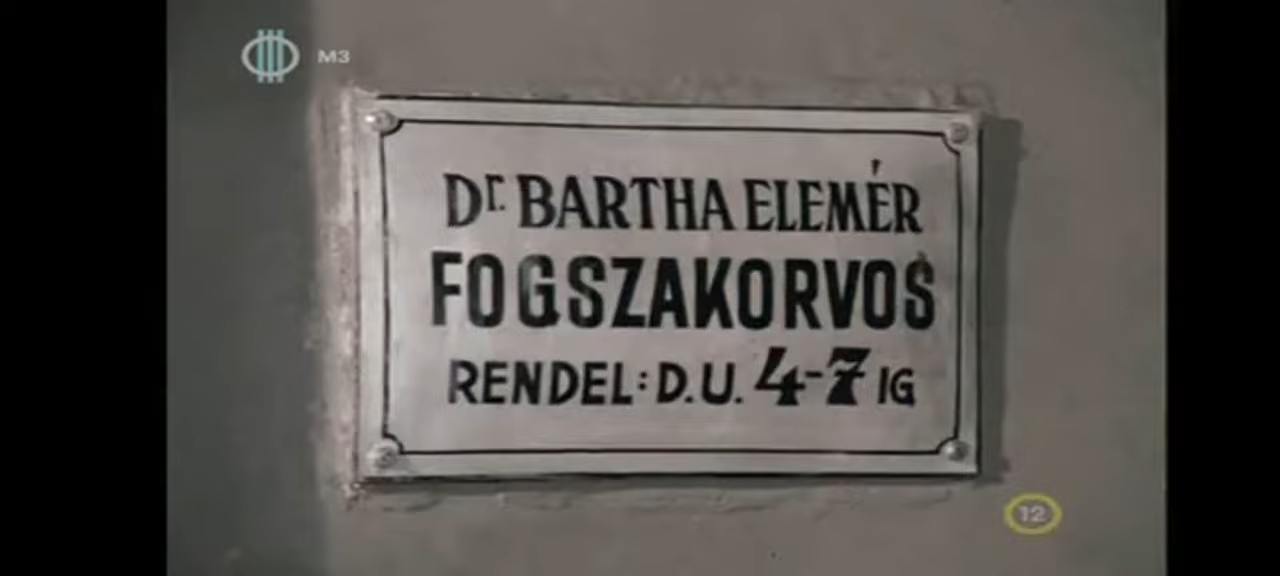 M3
Dr. BARTHA ELEMÉR
FOGSZAKORVOS
RENDEL: D.U. 4-7 IG
12